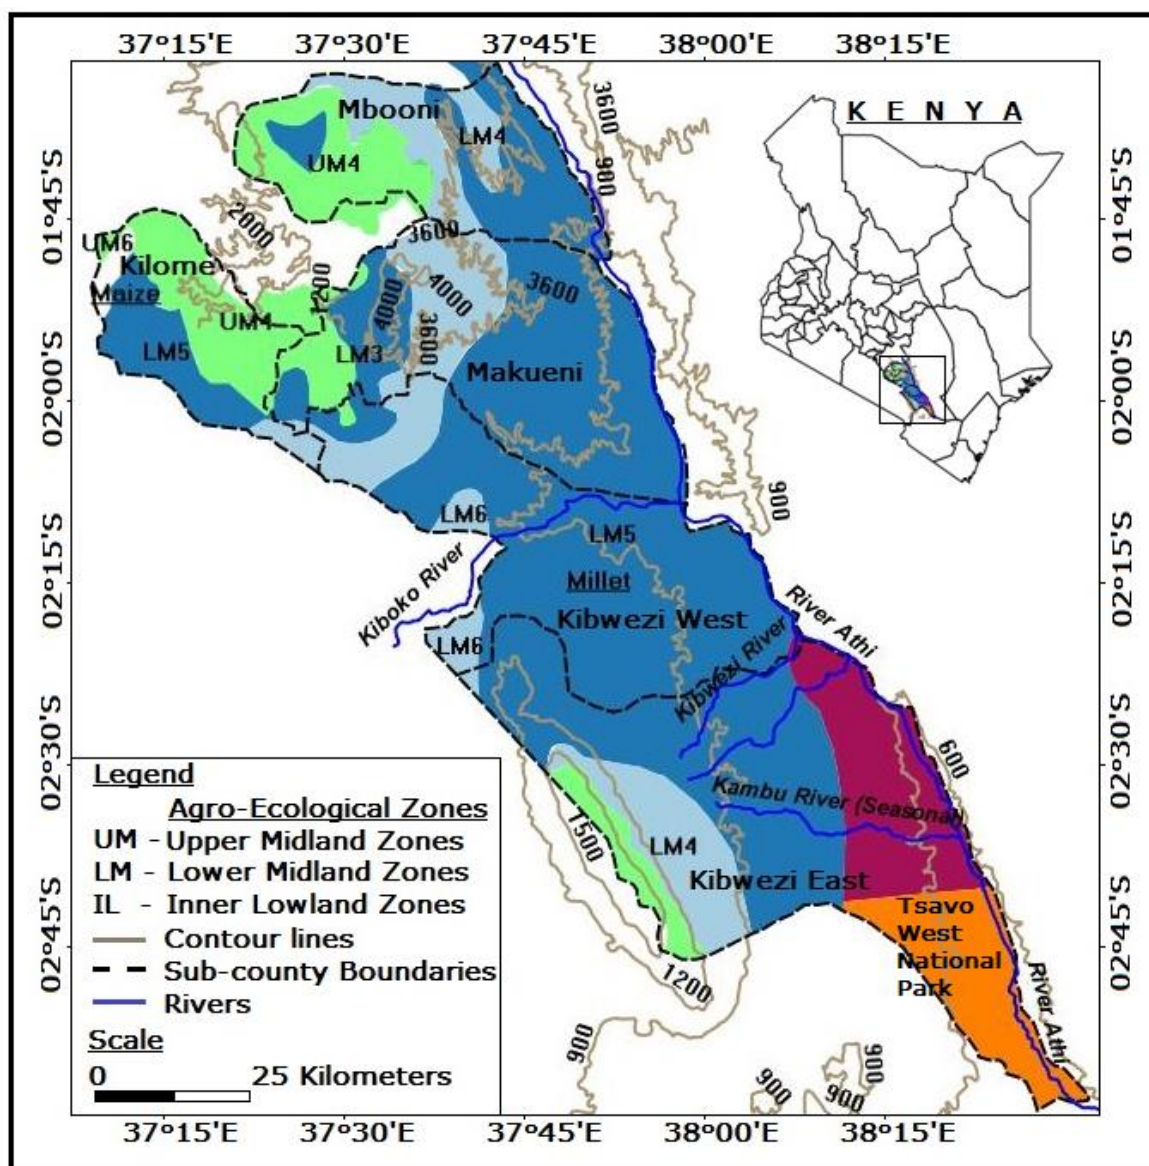 37°15'E 37°30'E 37°45'E 38°00'E 38°15'E
01°45'S
02°00'S
02°15'S
02°30'S
02°45'S
01°45'S
02°00'S
02°15'S
02°30'S
02°45'S
K E N Y A
3600
900
Mbooni
LM4
UM4
2000
UM6
Kilome
Maize
3600
1200
4000
4000
3600
3600
UM4
LM5
LM3
Makueni
900
LM6
LM5
Kiboko River
Millet
Kibwezi West
River Athi
LM6
Kibwezi River
600
Kambu River (Seasonal)
1500
LM4
Kibwezi East
Tsavo
West
National
Park
1200
River Athi
900
900
900
900
Legend
Agro-Ecological Zones
UM - Upper Midland Zones
LM - Lower Midland Zones
IL - Inner Lowland Zones
Contour lines
Sub-county Boundaries
Rivers
Scale
0 25 Kilometers
37°15'E 37°30'E 37°45'E 38°00'E 38°15'E